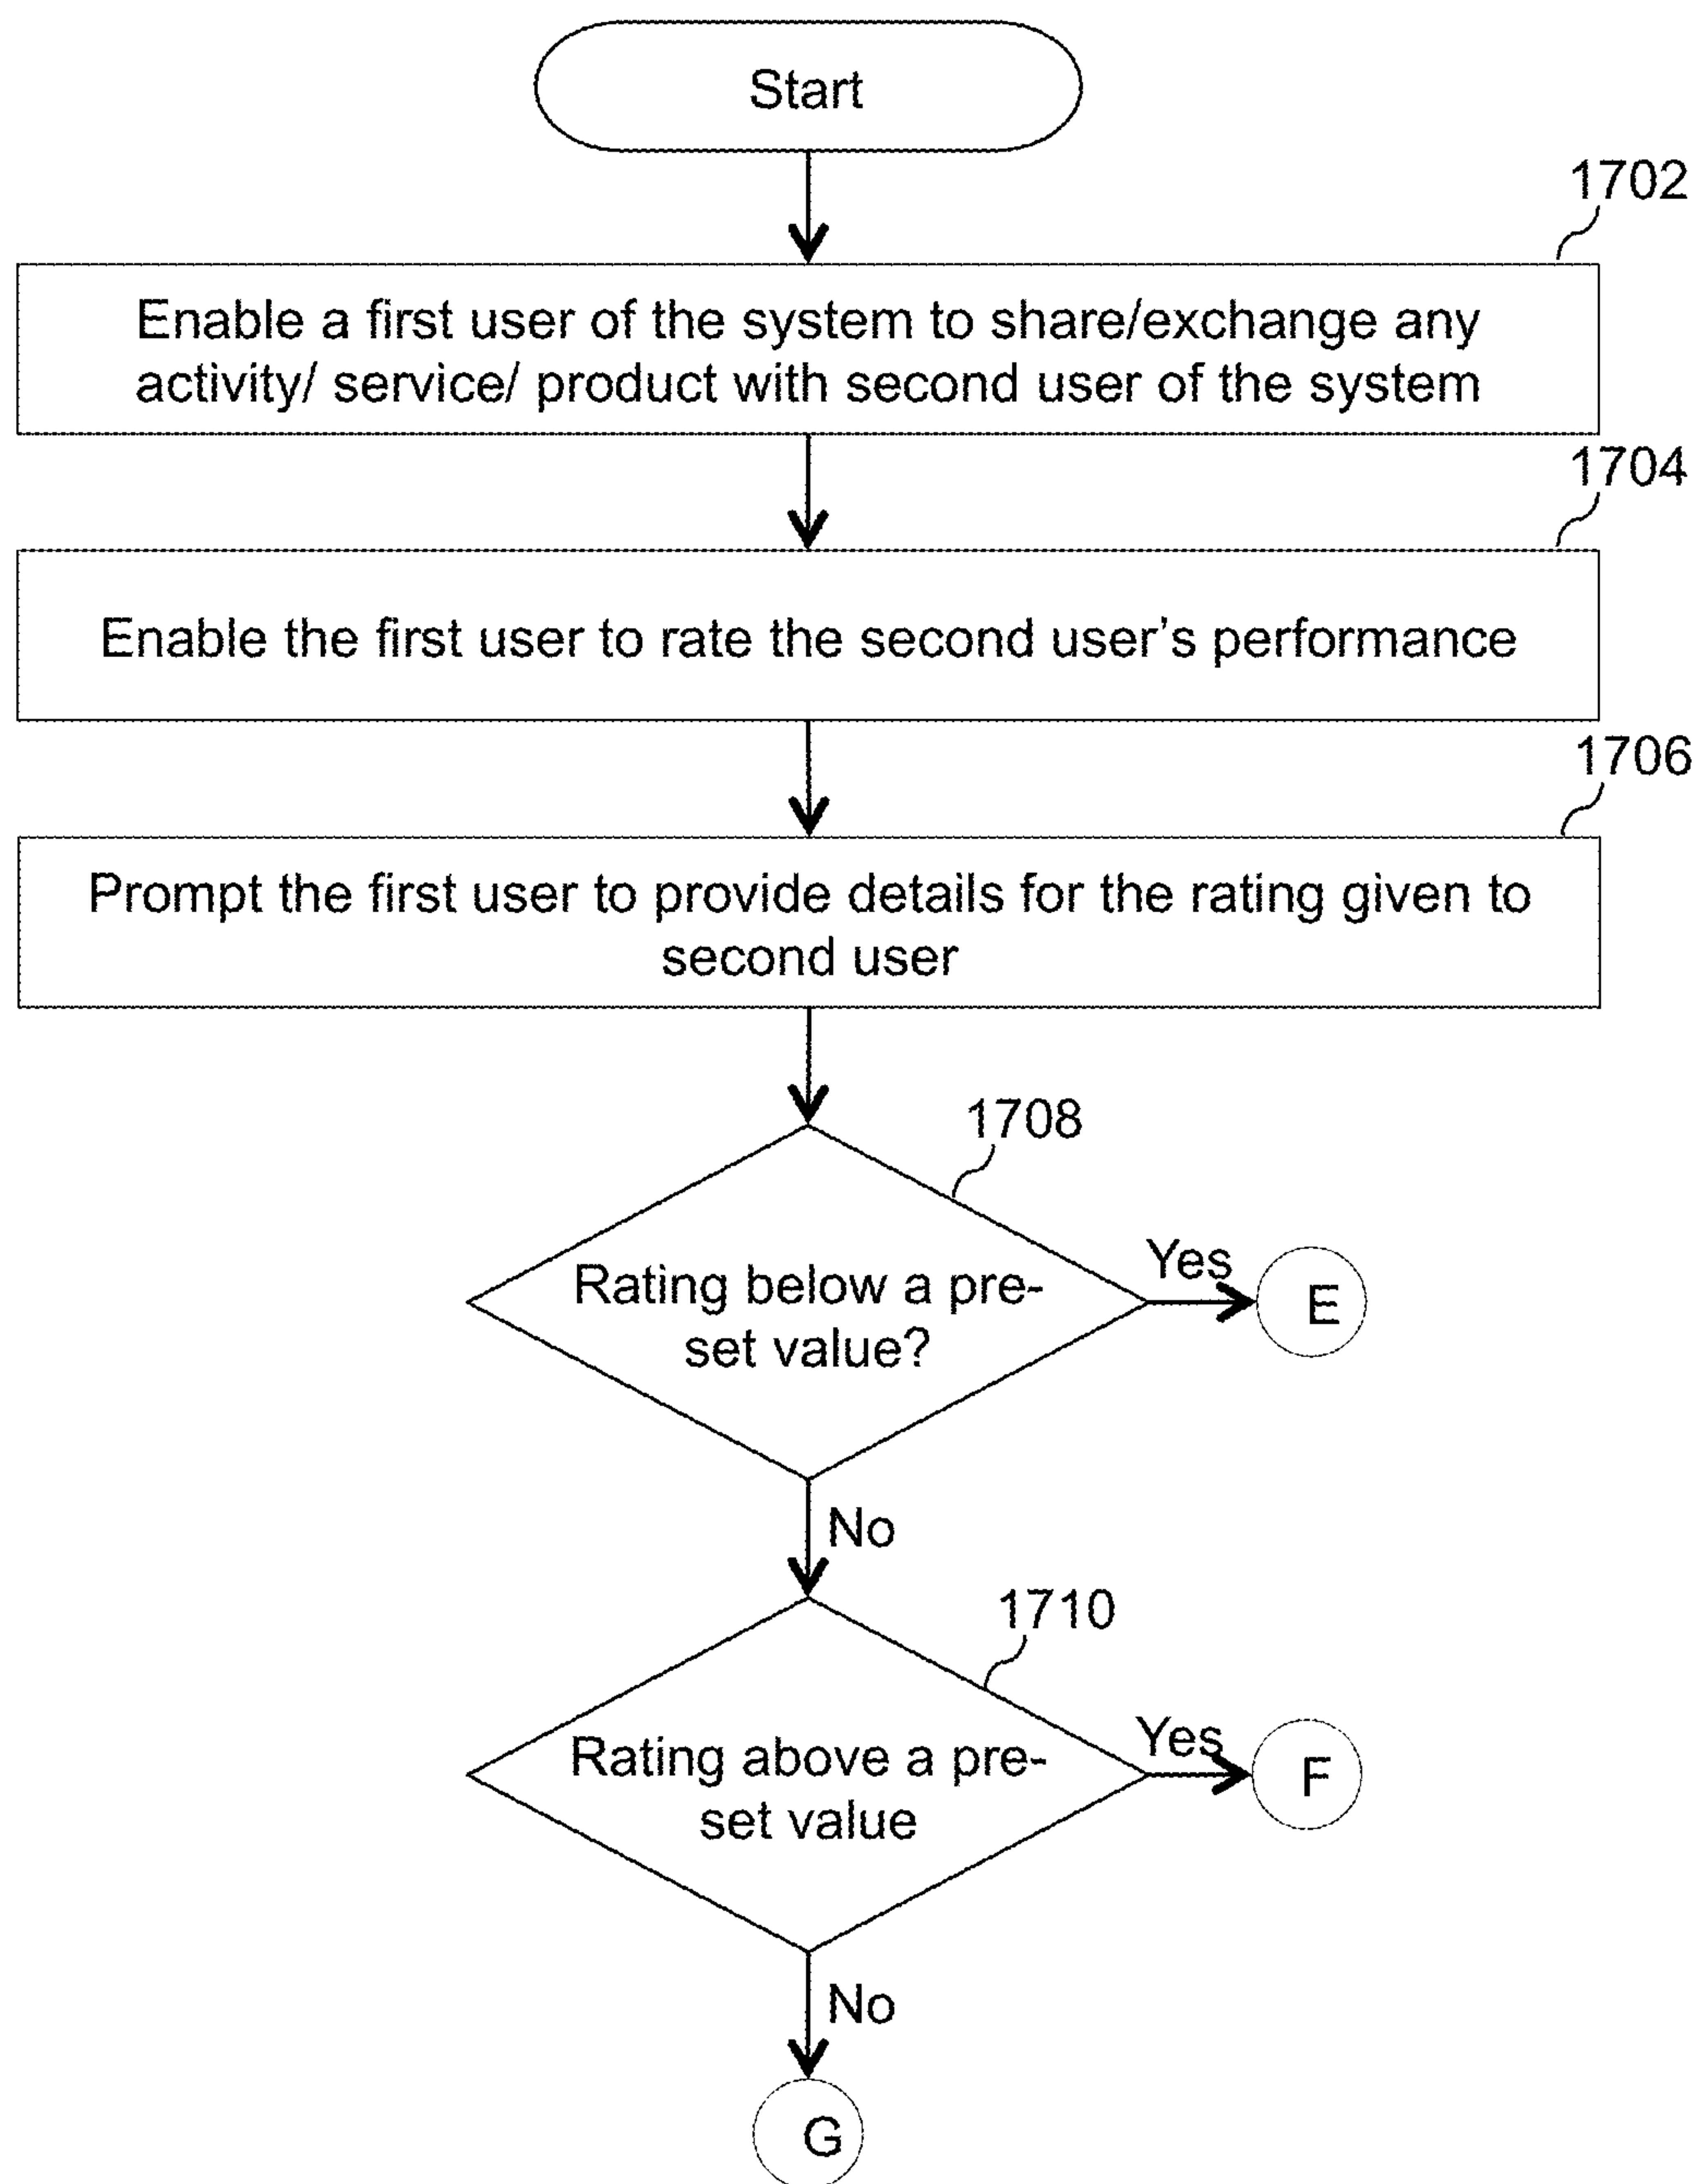 Start
1702
Enable a first user of the system to share/exchange any
activity/ service/ product with second user of the system
1704
Enable the first user to rate the second user's performance
1706
Prompt the first user to provide details for the rating given to
second user
1708
Rating below a pre-
set value?
Yes
E
No
1710
Rating above a pre-
set value
Yes
F
No
G